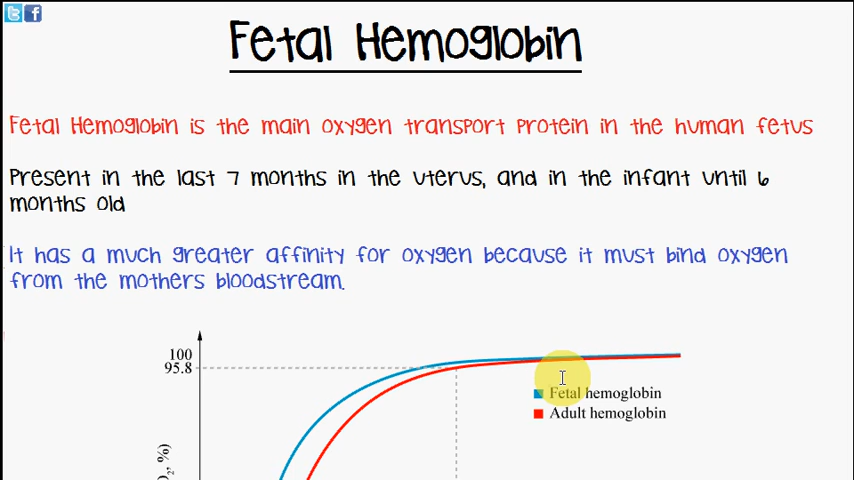 Fetal Hemoglobin
Fetal Hemoglobin is the main oxygen transport protein in the human fetus
Present in the last 7 months in the uterus, and in the infant until 6
months old
It has a much greater affinity for oxygen because it must bind oxygen
from the mothers bloodstream.
100
95.8
Fetal hemoglobin
Adult hemoglobin